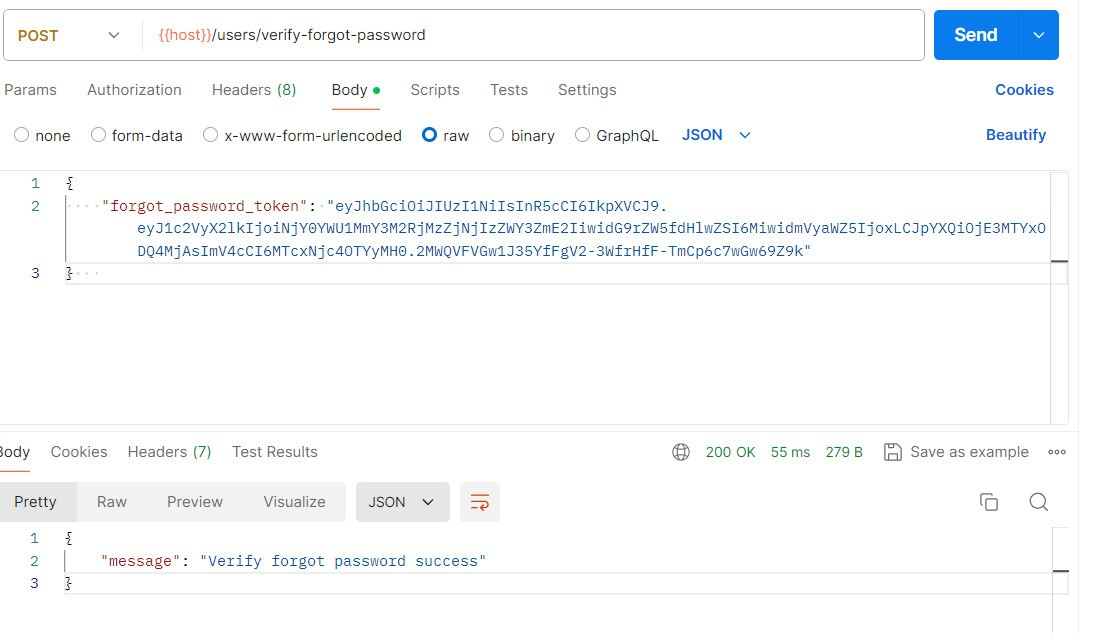 POST {{host}}/users/verify-forgot-password Send
Params Authorization Headers (8) Body Scripts Tests Settings Cookies
none form-data x-www-form-urlencoded raw binary GraphQL JSON Beautify
1 {
2 "forgot_password_token": "eyJhbGciOiJIUzI1NiIsInR5cCI6IkpXVCJ9.
eyJ1c2VyX2lkIjoiNjY0YWU1MmY3M2RjMzZjNjIzZWY3ZmE2IiwidG9rZW5fdHlwZSI6MiwidmVyaWZ5IjoxLCJpYXQiOjE3MTYxO
DQ4MjAsImV4cCI6MTcxNjc4OTYyMH0.2MWQVFVGw1J35YfFgV2-3WfrHfF-TmCp6c7wGw69Z9k"
3 }
Body Cookies Headers (7) Test Results 200 OK 55 ms 279 B Save as example
Pretty Raw Preview Visualize JSON
1 {
2 "message": "Verify forgot password success"
3 }